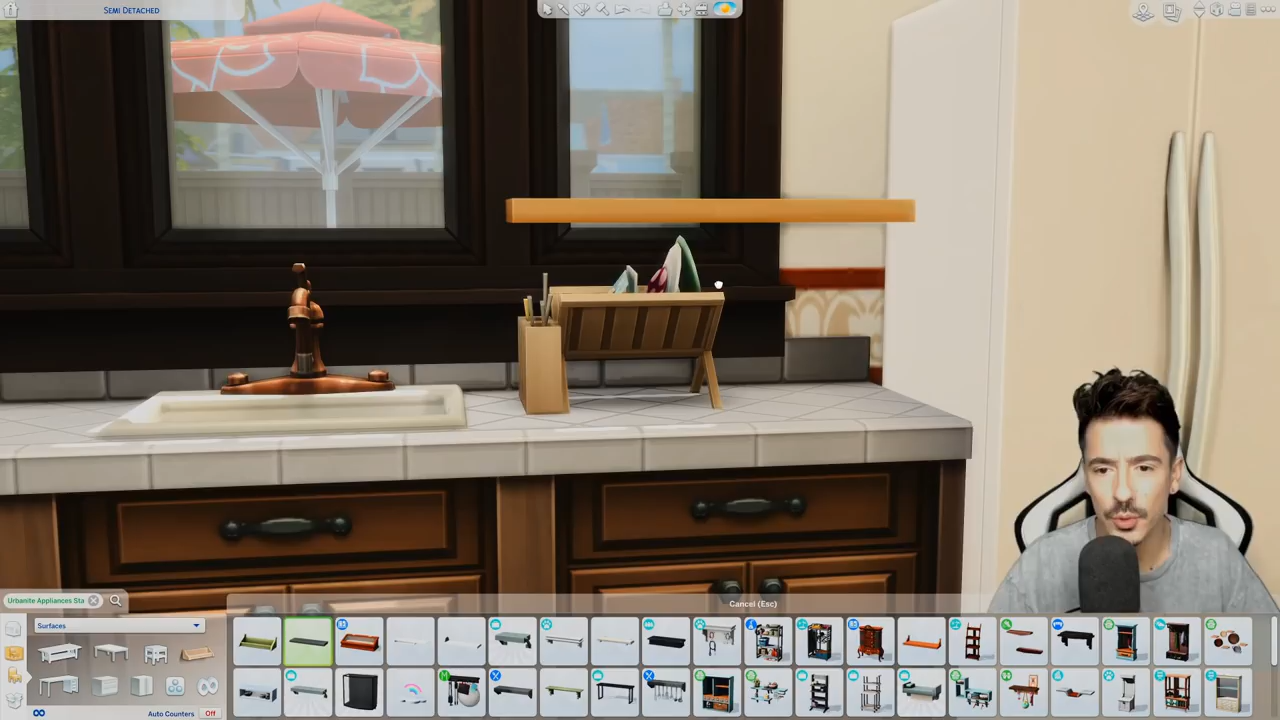 SEMI DETACHED
Urbanite Appliances Sta
Cancel (Esc)
Surfaces
Auto Counters
Off